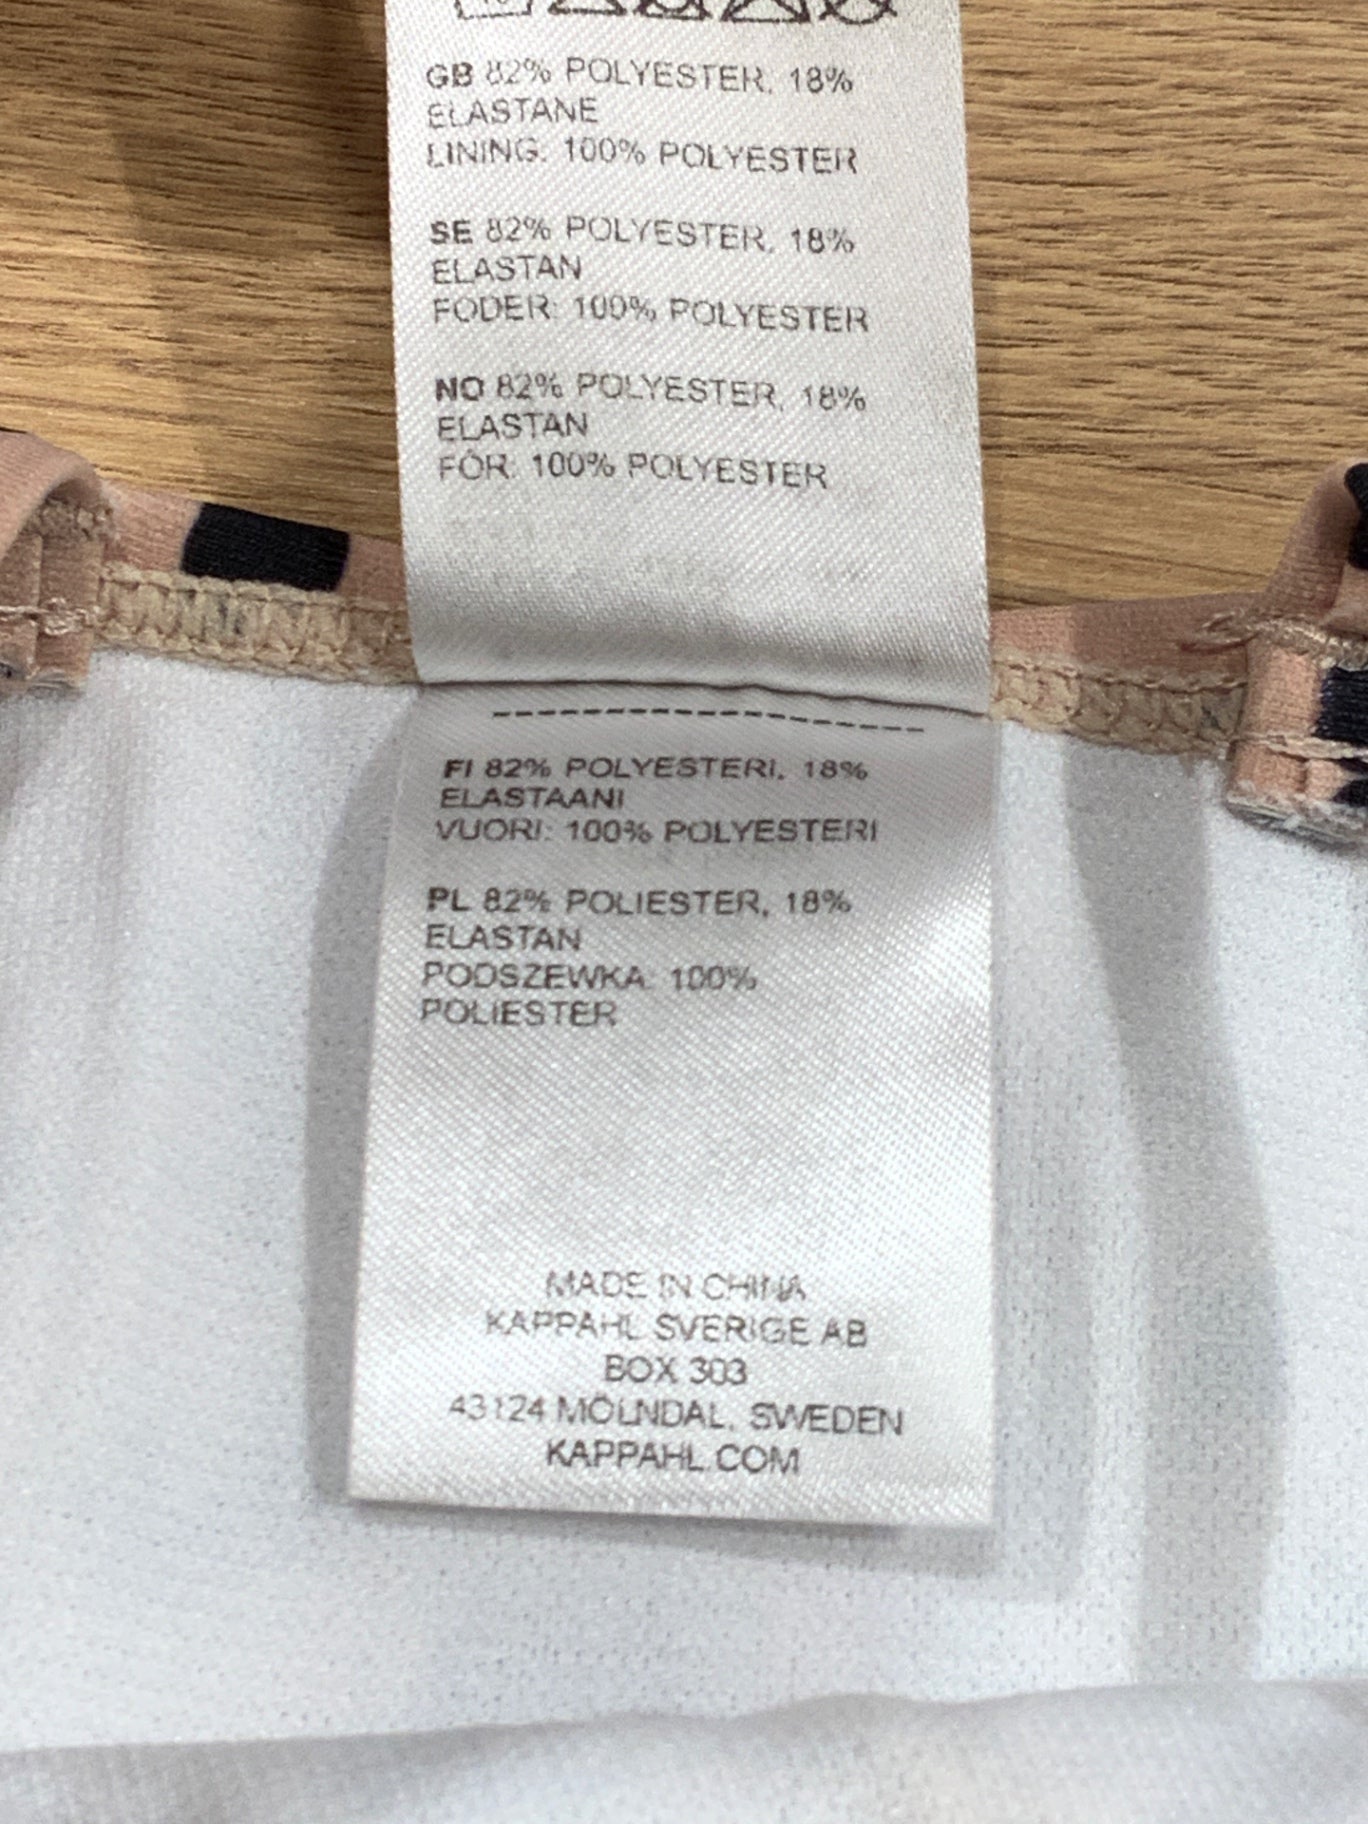 GB 82% POLYESTER, 18%
ELASTANE
LINING: 100% POLYESTER
SE 82% POLYESTER, 18%
ELASTAN
FODER: 100% POLYESTER
NO 82% POLYESTER, 18%
ELASTAN
FÔR: 100% POLYESTER
FI 82% POLYESTERI, 18%
ELASTAANI
VUORI: 100% POLYESTERI
PL 82% POLIESTER, 18%
ELASTAN
PODSZEWKA: 100%
POLIESTER
MADE IN CHINA
KAPPAHL SVERIGE AB
BOX 303
43124 MÖLNDAL, SWEDEN
KAPPAHL.COM